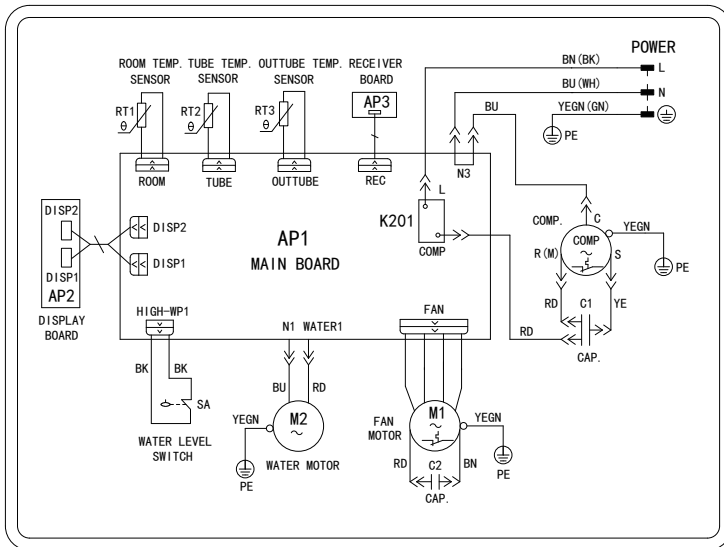 POWER
BN(BK)
L
BU(WH)
N
BU
YEGN(GN)
PE
ROOM TEMP. TUBE TEMP. OUTTUBE TEMP. RECEIVER
SENSOR SENSOR SENSOR BOARD
RT1
θ
RT2
θ
RT3
θ
AP3
ROOM
TUBE
OUTTUBE
REC
N3
L
K201
COMP
AP1
MAIN BOARD
DISP2
DISP1
AP2
DISPLAY
BOARD
DISP2
DISP1
COMP.
C
YEGN
COMP
R(M)
S
PE
RD
C1
YE
RD
CAP.
HIGH-WP1
N1 WATER1
FAN
BK
BK
SA
WATER LEVEL
SWITCH
BU
RD
YEGN
M2
PE
WATER MOTOR
FAN
MOTOR
M1
YEGN
PE
RD
C2
BN
CAP.